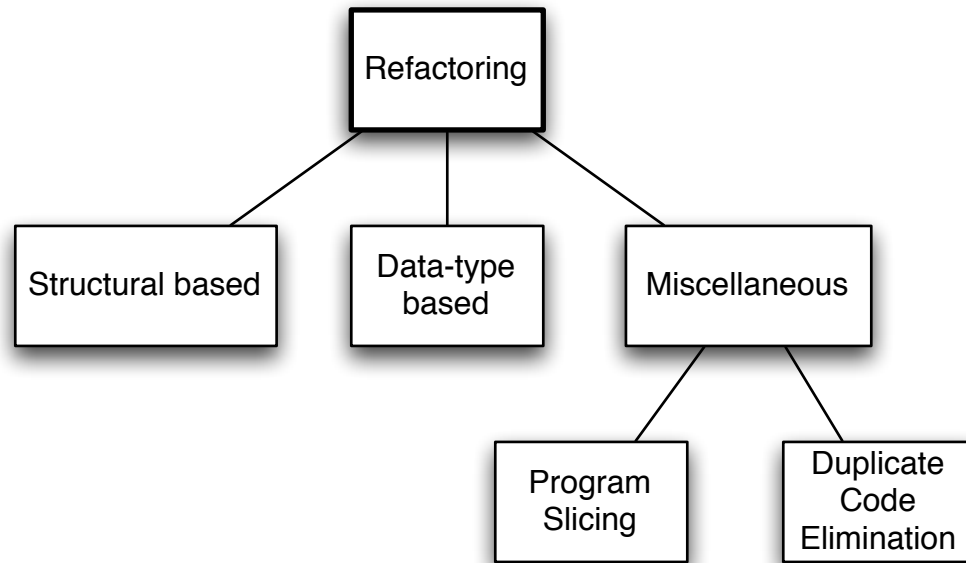 Refactoring
Structural based
Data-type
based
Miscellaneous
Program
Slicing
Duplicate
Code
Elimination